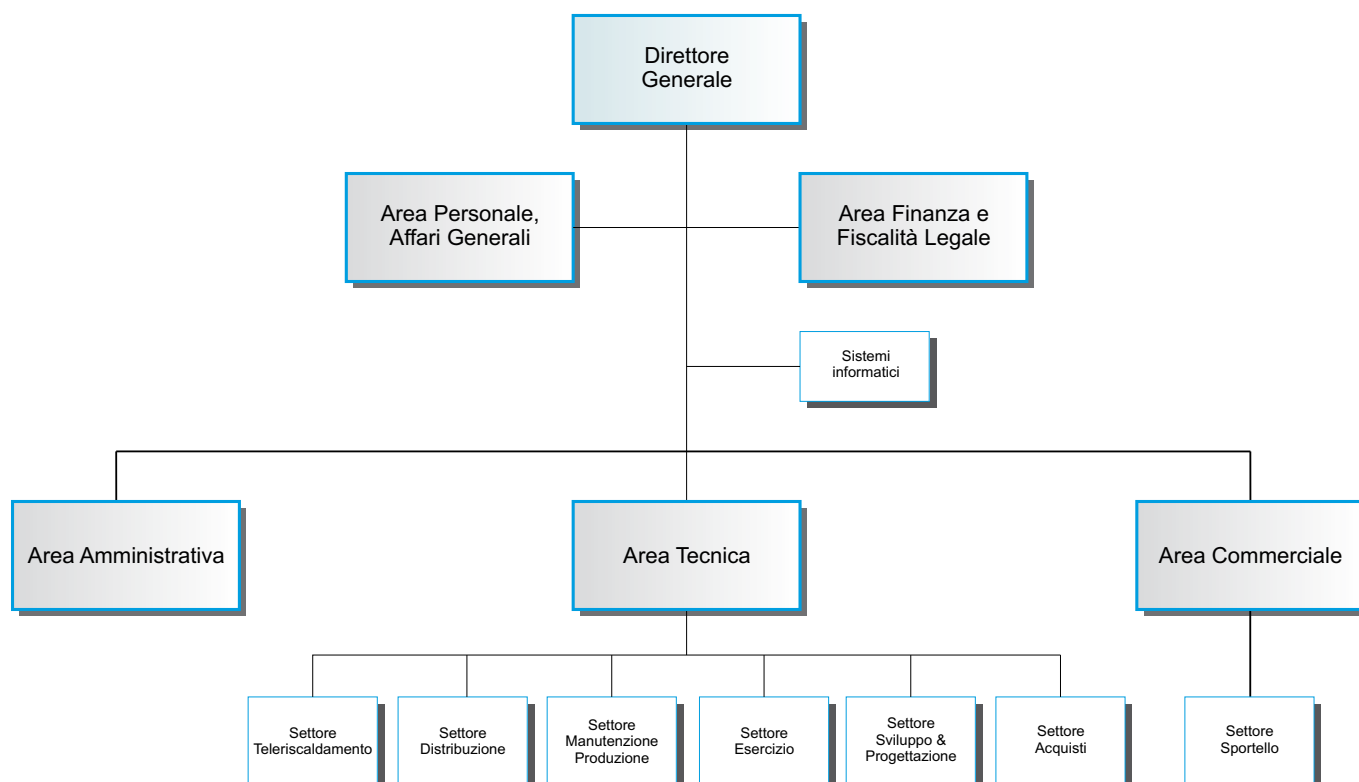 Direttore
Generale
Area Personale,
Affari Generali
Area Finanza e
Fiscalità Legale
Sistemi
informatici
Area Amministrativa
Area Tecnica
Area Commerciale
Settore
Teleriscaldamento
Settore
Distribuzione
Settore
Manutenzione
Produzione
Settore
Esercizio
Settore
Sviluppo &
Progettazione
Settore
Acquisti
Settore
Sportello